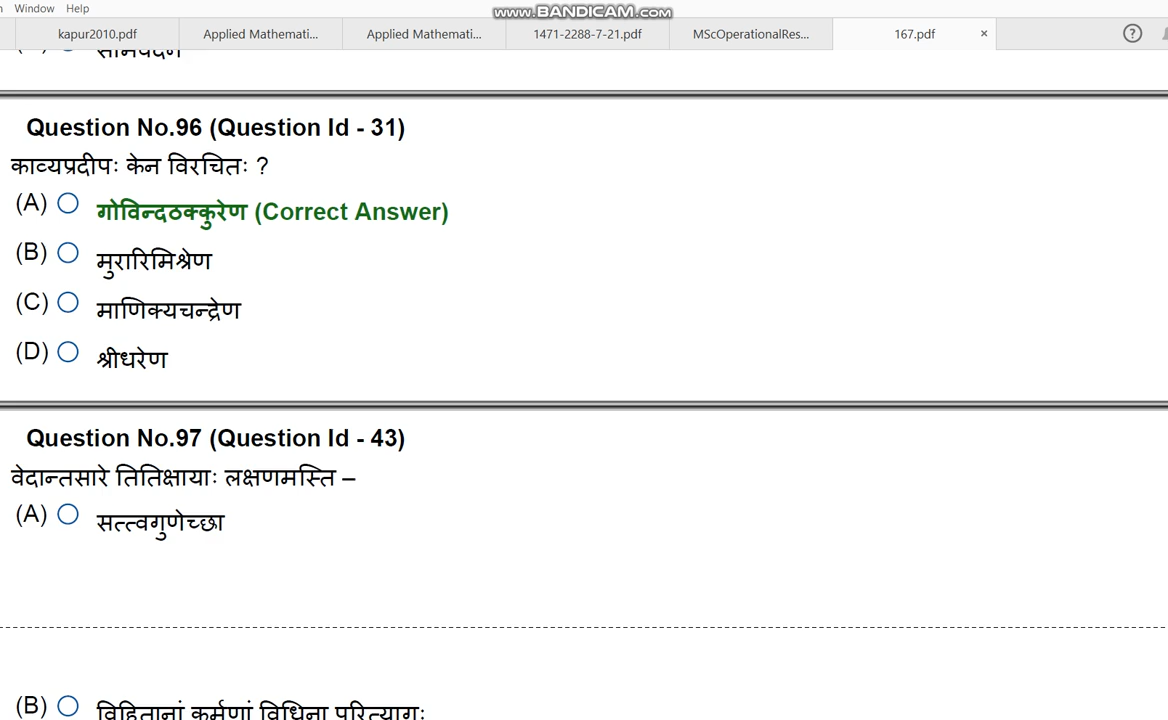 Window Help
www.BANDICAM.com
kapur2010.pdf Applied Mathemati... Applied Mathemati... 1471-2288-7-21.pdf MScOperationalRes... 167.pdf ×
Question No.96 (Question Id - 31)
काव्यप्रदीपः केन विरचितः ?
(A) गोविन्दठक्कुरेण (Correct Answer)
(B) मुरारिमिश्रेण
(C) माणिक्यचन्द्रेण
(D) श्रीधरेण
Question No.97 (Question Id - 43)
वेदान्तसारे तितिक्षायाः लक्षणमस्ति –
(A) सत्त्वगुणेच्छा
(B) विहितानां कर्मणां विधिना परित्यागः